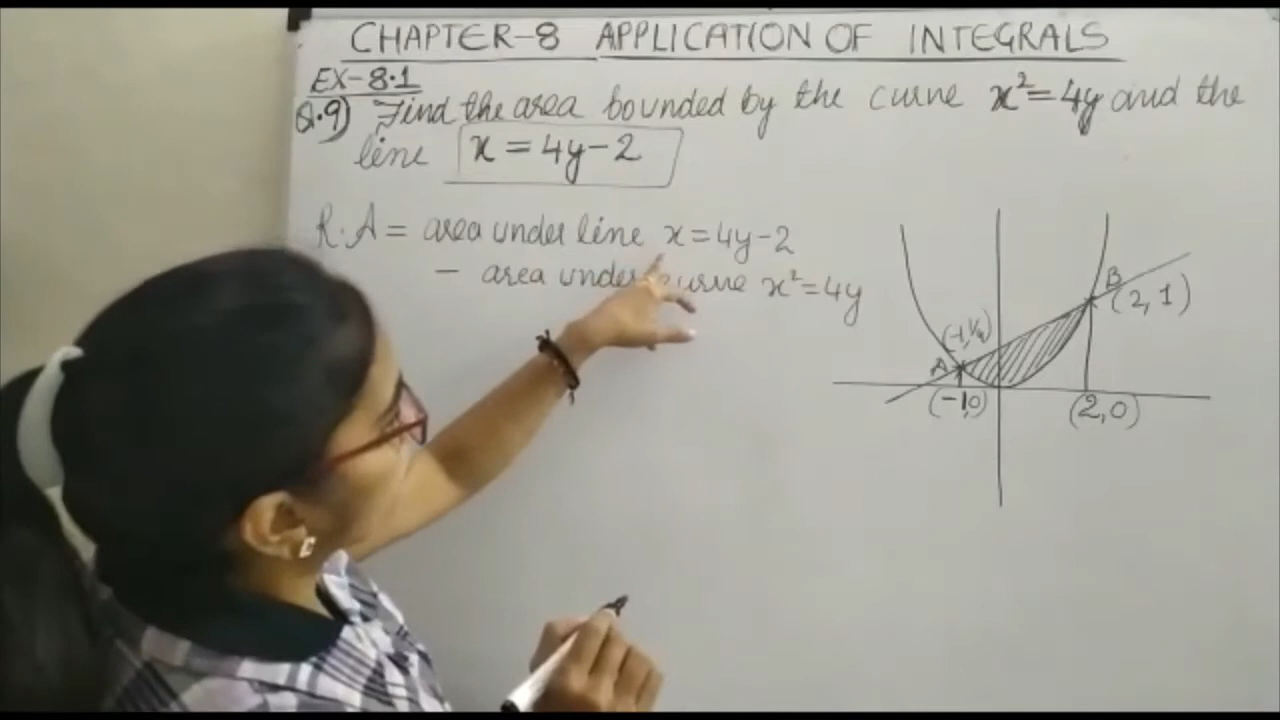 CHAPTER-8 APPLICATION OF INTEGRALS
EX-8.1
Q.9) Find the area bounded by the curve x²=4y and the
line x=4y-2
R.A = area under line x=4y-2
- area under curve x²=4y
B
(2,1)
(-1,1/4)
A
(-1,0)
(2,0)